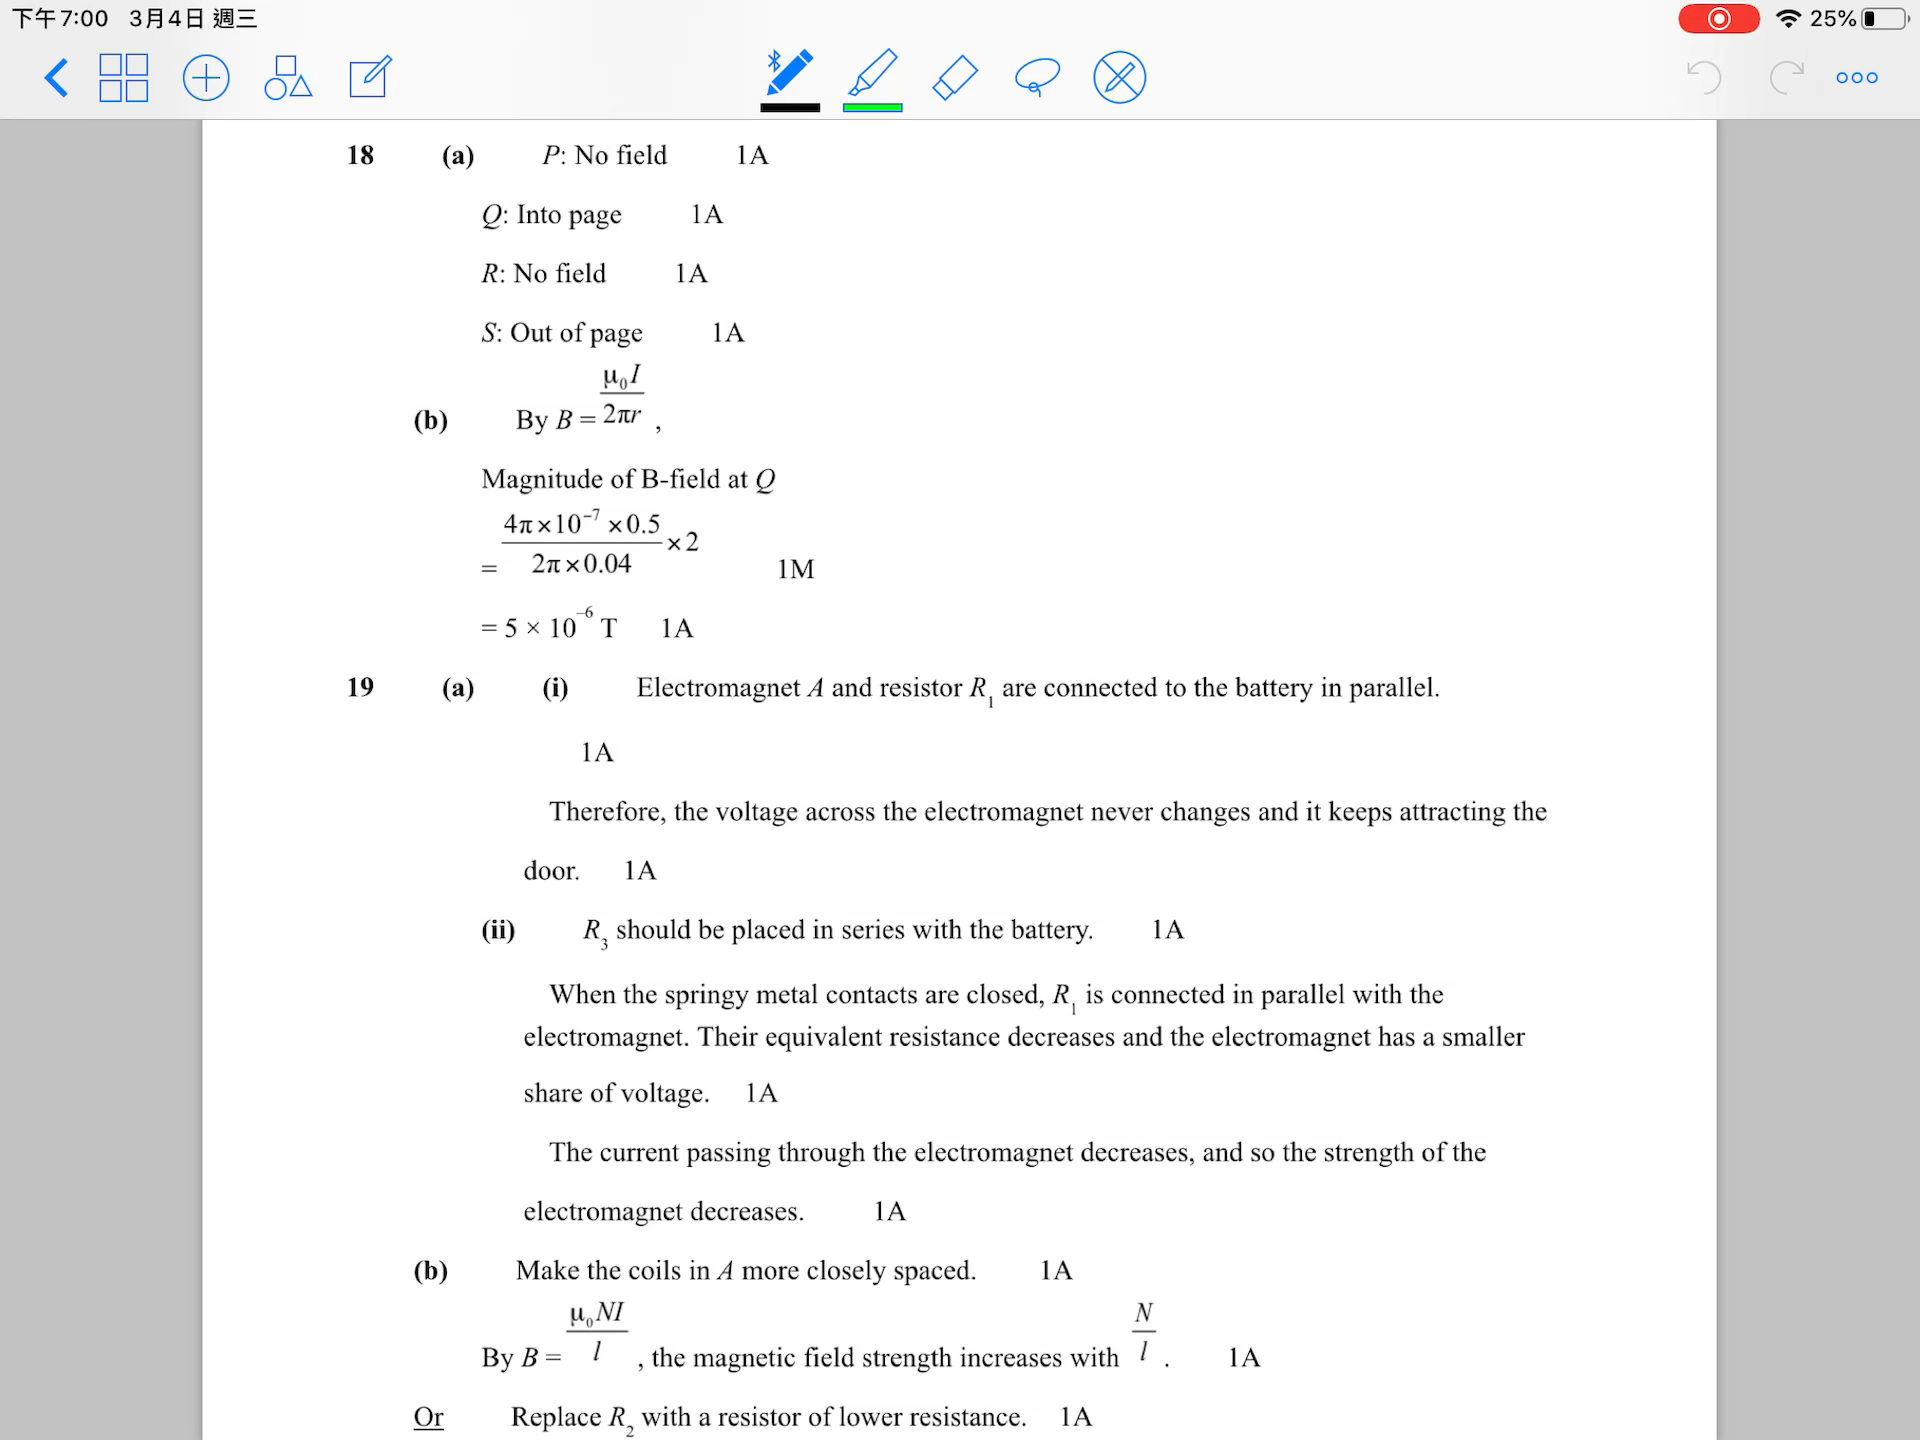 下午7:00 3月4日 週三 25%
18 (a) P: No field 1A
Q: Into page 1A
R: No field 1A
S: Out of page 1A
(b) By B = μ₀I / 2πr ,
Magnitude of B-field at Q
= 4π×10⁻⁷×0.5 / 2π×0.04 ×2 1M
= 5 × 10⁻⁶ T 1A
19 (a) (i) Electromagnet A and resistor R₁ are connected to the battery in parallel.
1A
Therefore, the voltage across the electromagnet never changes and it keeps attracting the
door. 1A
(ii) R₃ should be placed in series with the battery. 1A
When the springy metal contacts are closed, R₁ is connected in parallel with the
electromagnet. Their equivalent resistance decreases and the electromagnet has a smaller
share of voltage. 1A
The current passing through the electromagnet decreases, and so the strength of the
electromagnet decreases. 1A
(b) Make the coils in A more closely spaced. 1A
By B = μ₀NI / l , the magnetic field strength increases with N / l . 1A
Or Replace R₂ with a resistor of lower resistance. 1A